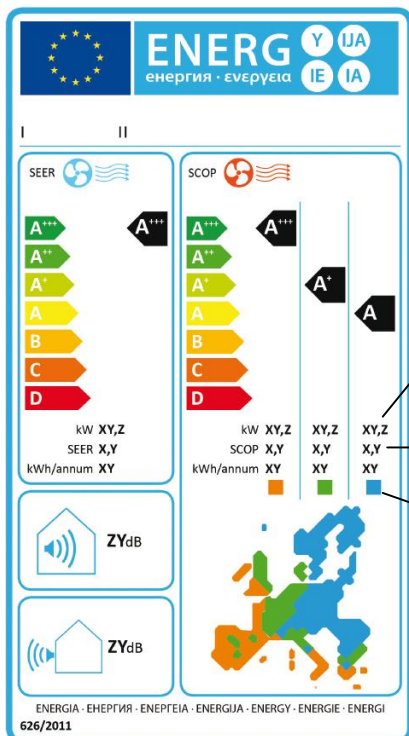 ENERG Y IJA
енергия · ενεργεια IE IA
I II
SEER
A+++ A+++
A++
A+
A
B
C
D
kW XY,Z
SEER X,Y
kWh/annum XY
SCOP
A+++ A+++
A++
A+ A+
A A
B
C
D
kW XY,Z XY,Z XY,Z
SCOP X,Y X,Y X,Y
kWh/annum XY XY XY
ZYdB
ZYdB
ENERGIA · ЕНЕРГИЯ · ΕΝΕΡΓΕΙΑ · ENERGIJA · ENERGY · ENERGIE · ENERGI
626/2011